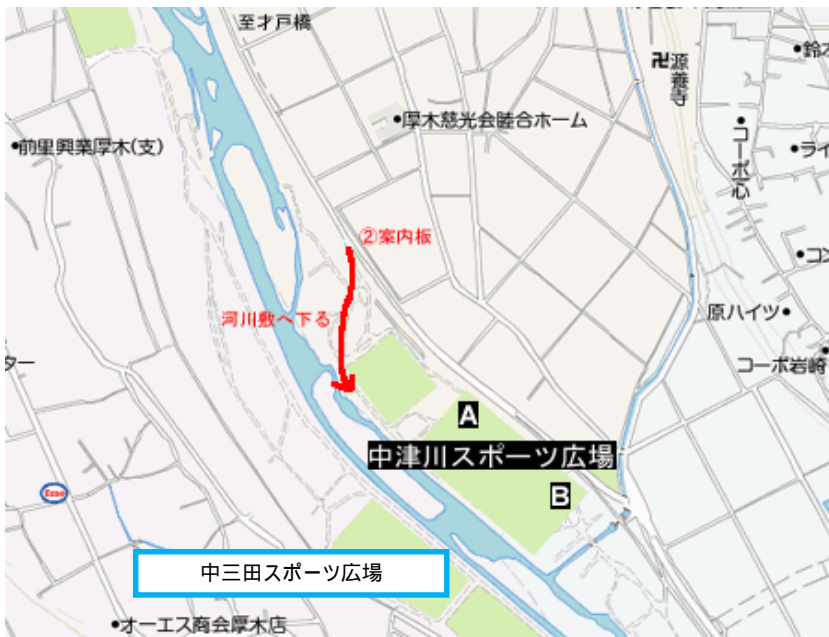 至才戸橋
卍源養寺
•鈴木
•厚木慈光会睦合ホーム
•前里興業厚木(支)
•コーポ心
•ライ
②案内板
•コン
河川敷へ下る
原ハイツ•
ター
コーポ岩崎
A
中津川スポーツ広場
B
Esso
中三田スポーツ広場
•オーエス商会厚木店